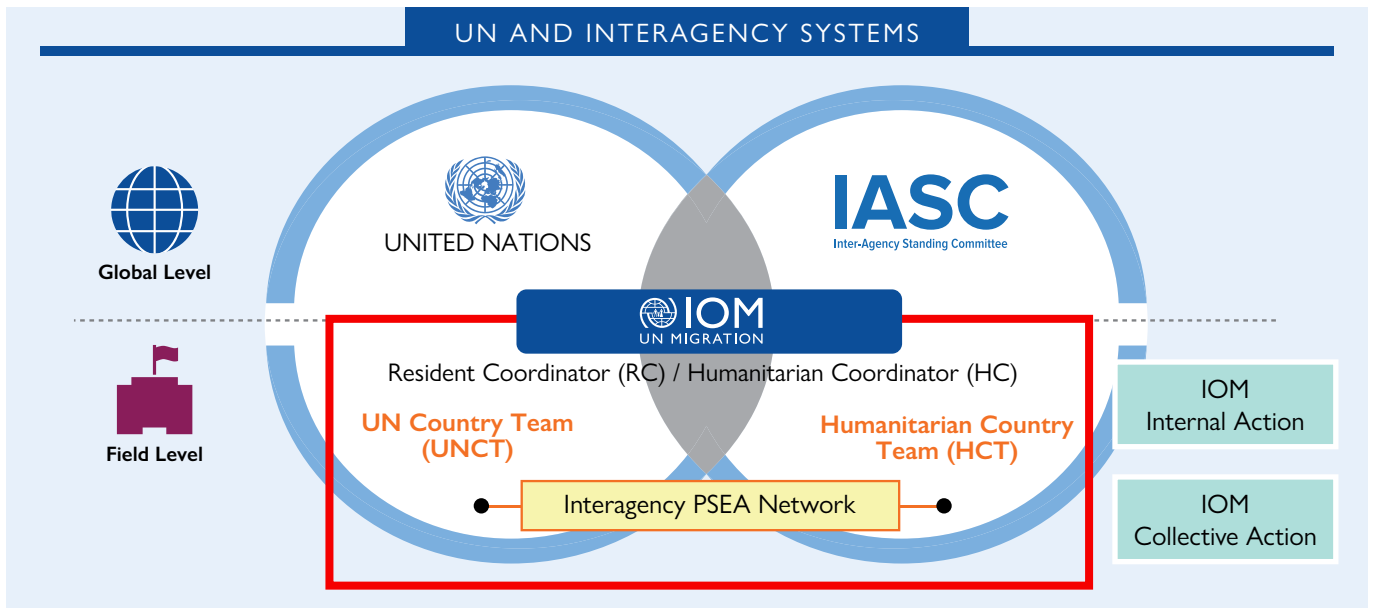 UN AND INTERAGENCY SYSTEMS
UNITED NATIONS
IASC
Inter-Agency Standing Committee
Global Level
IOM
UN MIGRATION
Resident Coordinator (RC) / Humanitarian Coordinator (HC)
UN Country Team
(UNCT)
Humanitarian Country
Team (HCT)
Field Level
Interagency PSEA Network
IOM
Internal Action
IOM
Collective Action